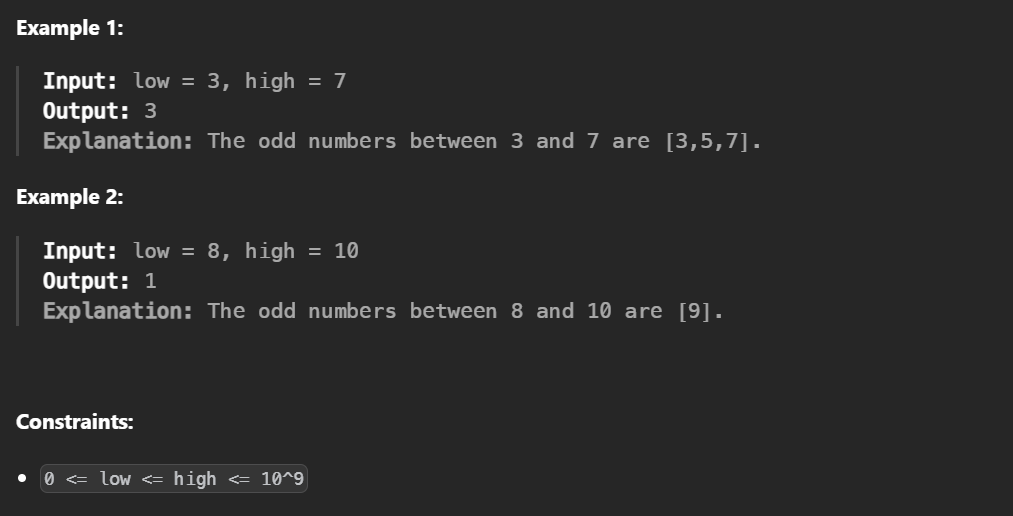 Example 1:
Input: low = 3, high = 7
Output: 3
Explanation: The odd numbers between 3 and 7 are [3,5,7].
Example 2:
Input: low = 8, high = 10
Output: 1
Explanation: The odd numbers between 8 and 10 are [9].
Constraints:
• 0 <= low <= high <= 10^9